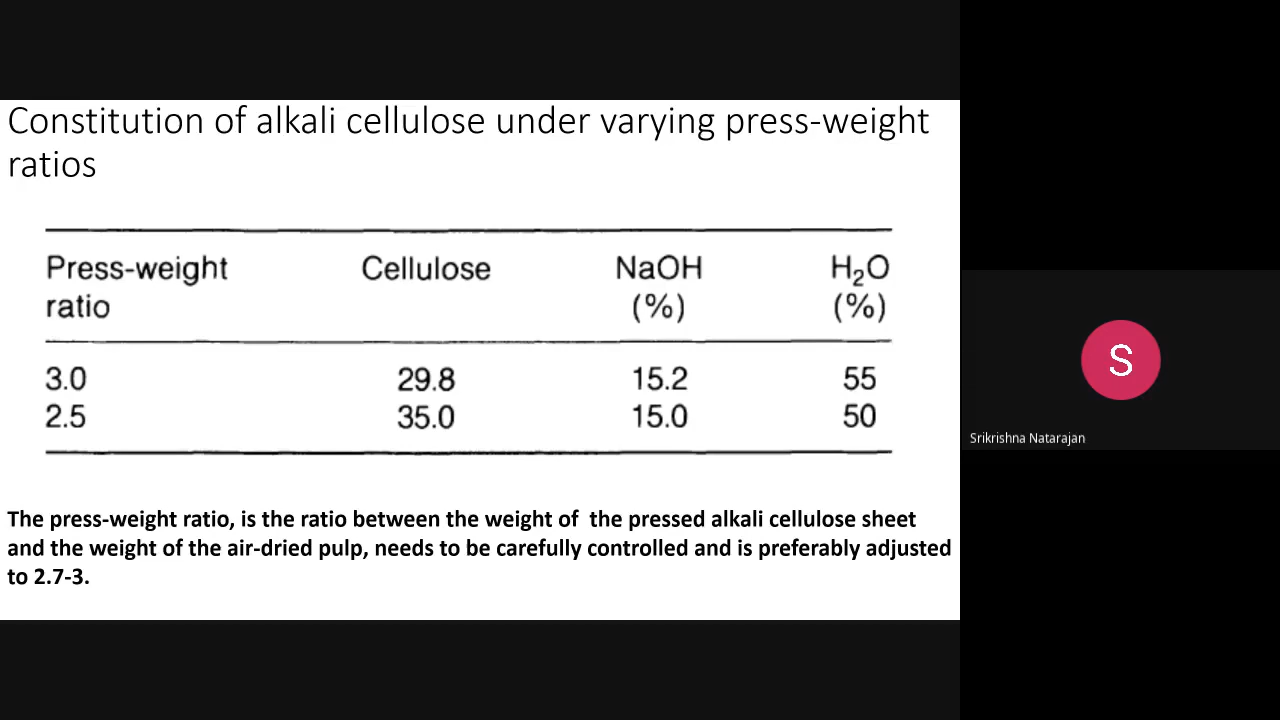 Constitution of alkali cellulose under varying press-weight
ratios
Press-weight ratio Cellulose NaOH (%) H₂O (%)
3.0 29.8 15.2 55
2.5 35.0 15.0 50
The press-weight ratio, is the ratio between the weight of the pressed alkali cellulose sheet
and the weight of the air-dried pulp, needs to be carefully controlled and is preferably adjusted
to 2.7-3.
S
Srikrishna Natarajan